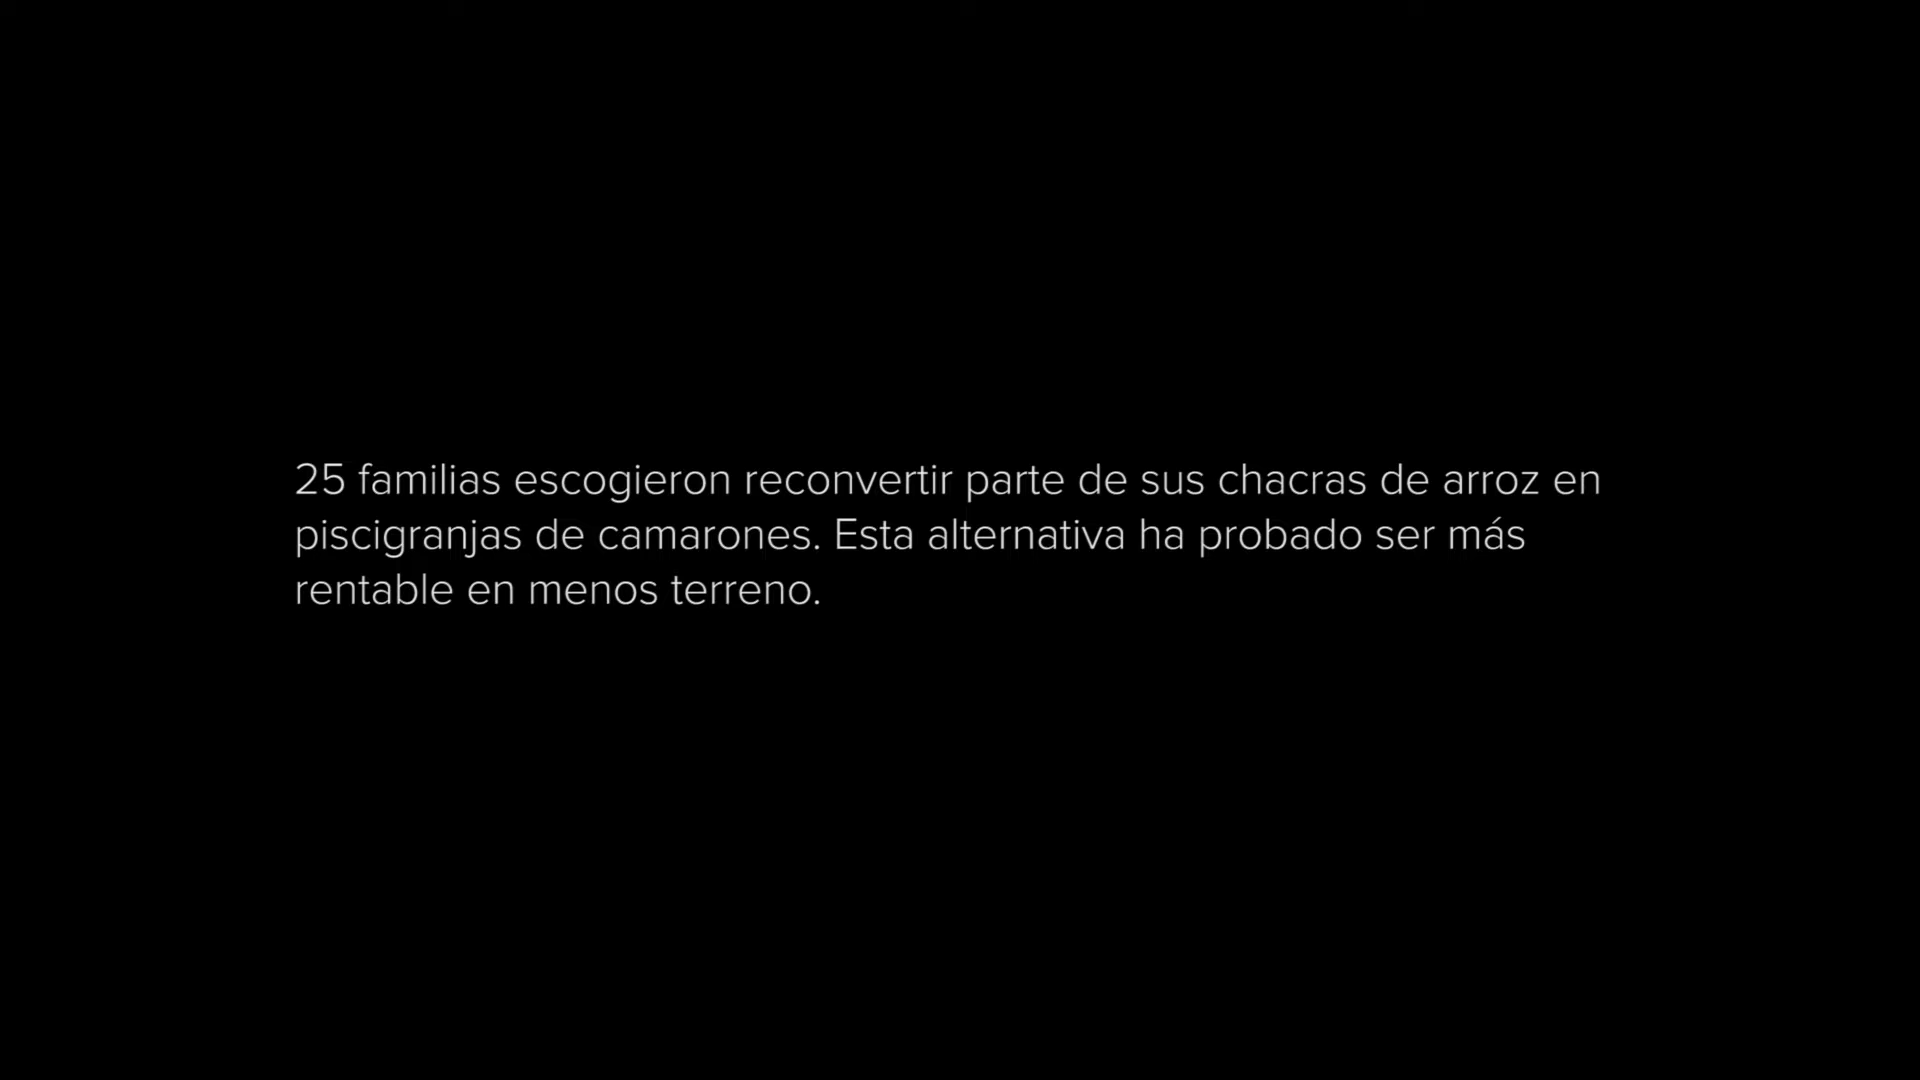 25 familias escogieron reconvertir parte de sus chacras de arroz en
piscigranjas de camarones. Esta alternativa ha probado ser más
rentable en menos terreno.